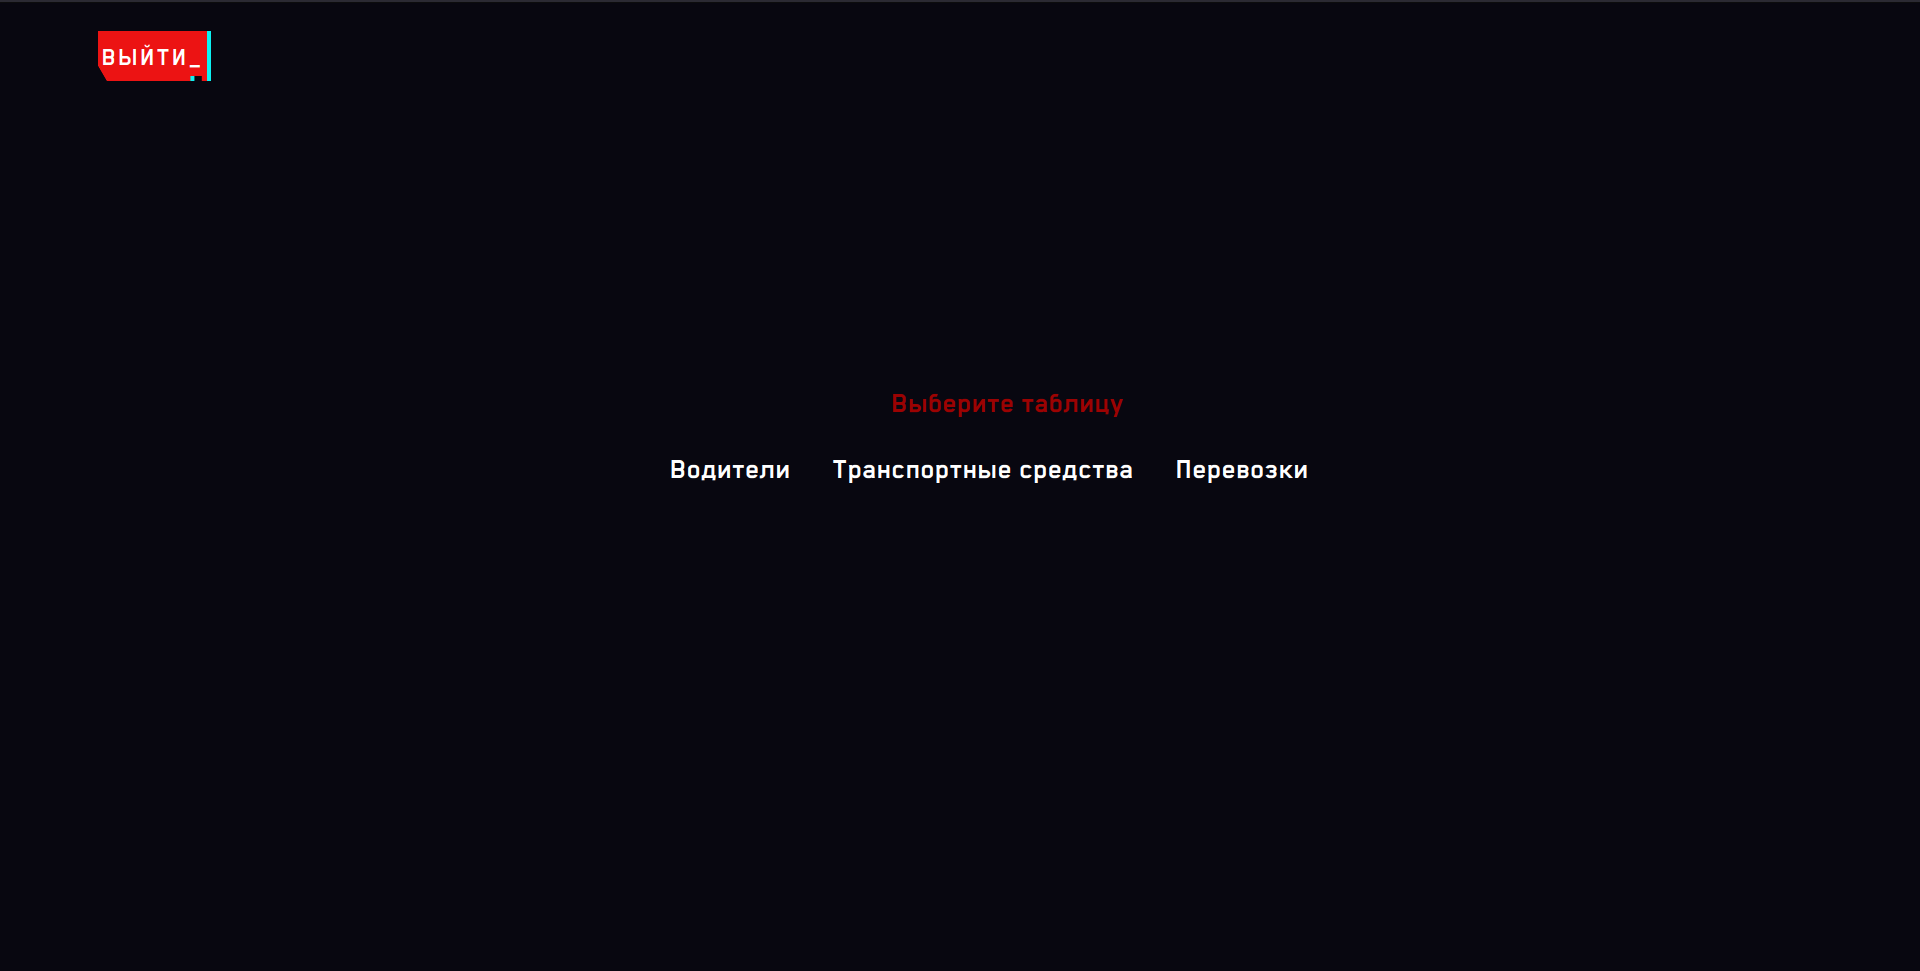 ВЫЙТИ_
Выберите таблицу
Водители Транспортные средства Перевозки